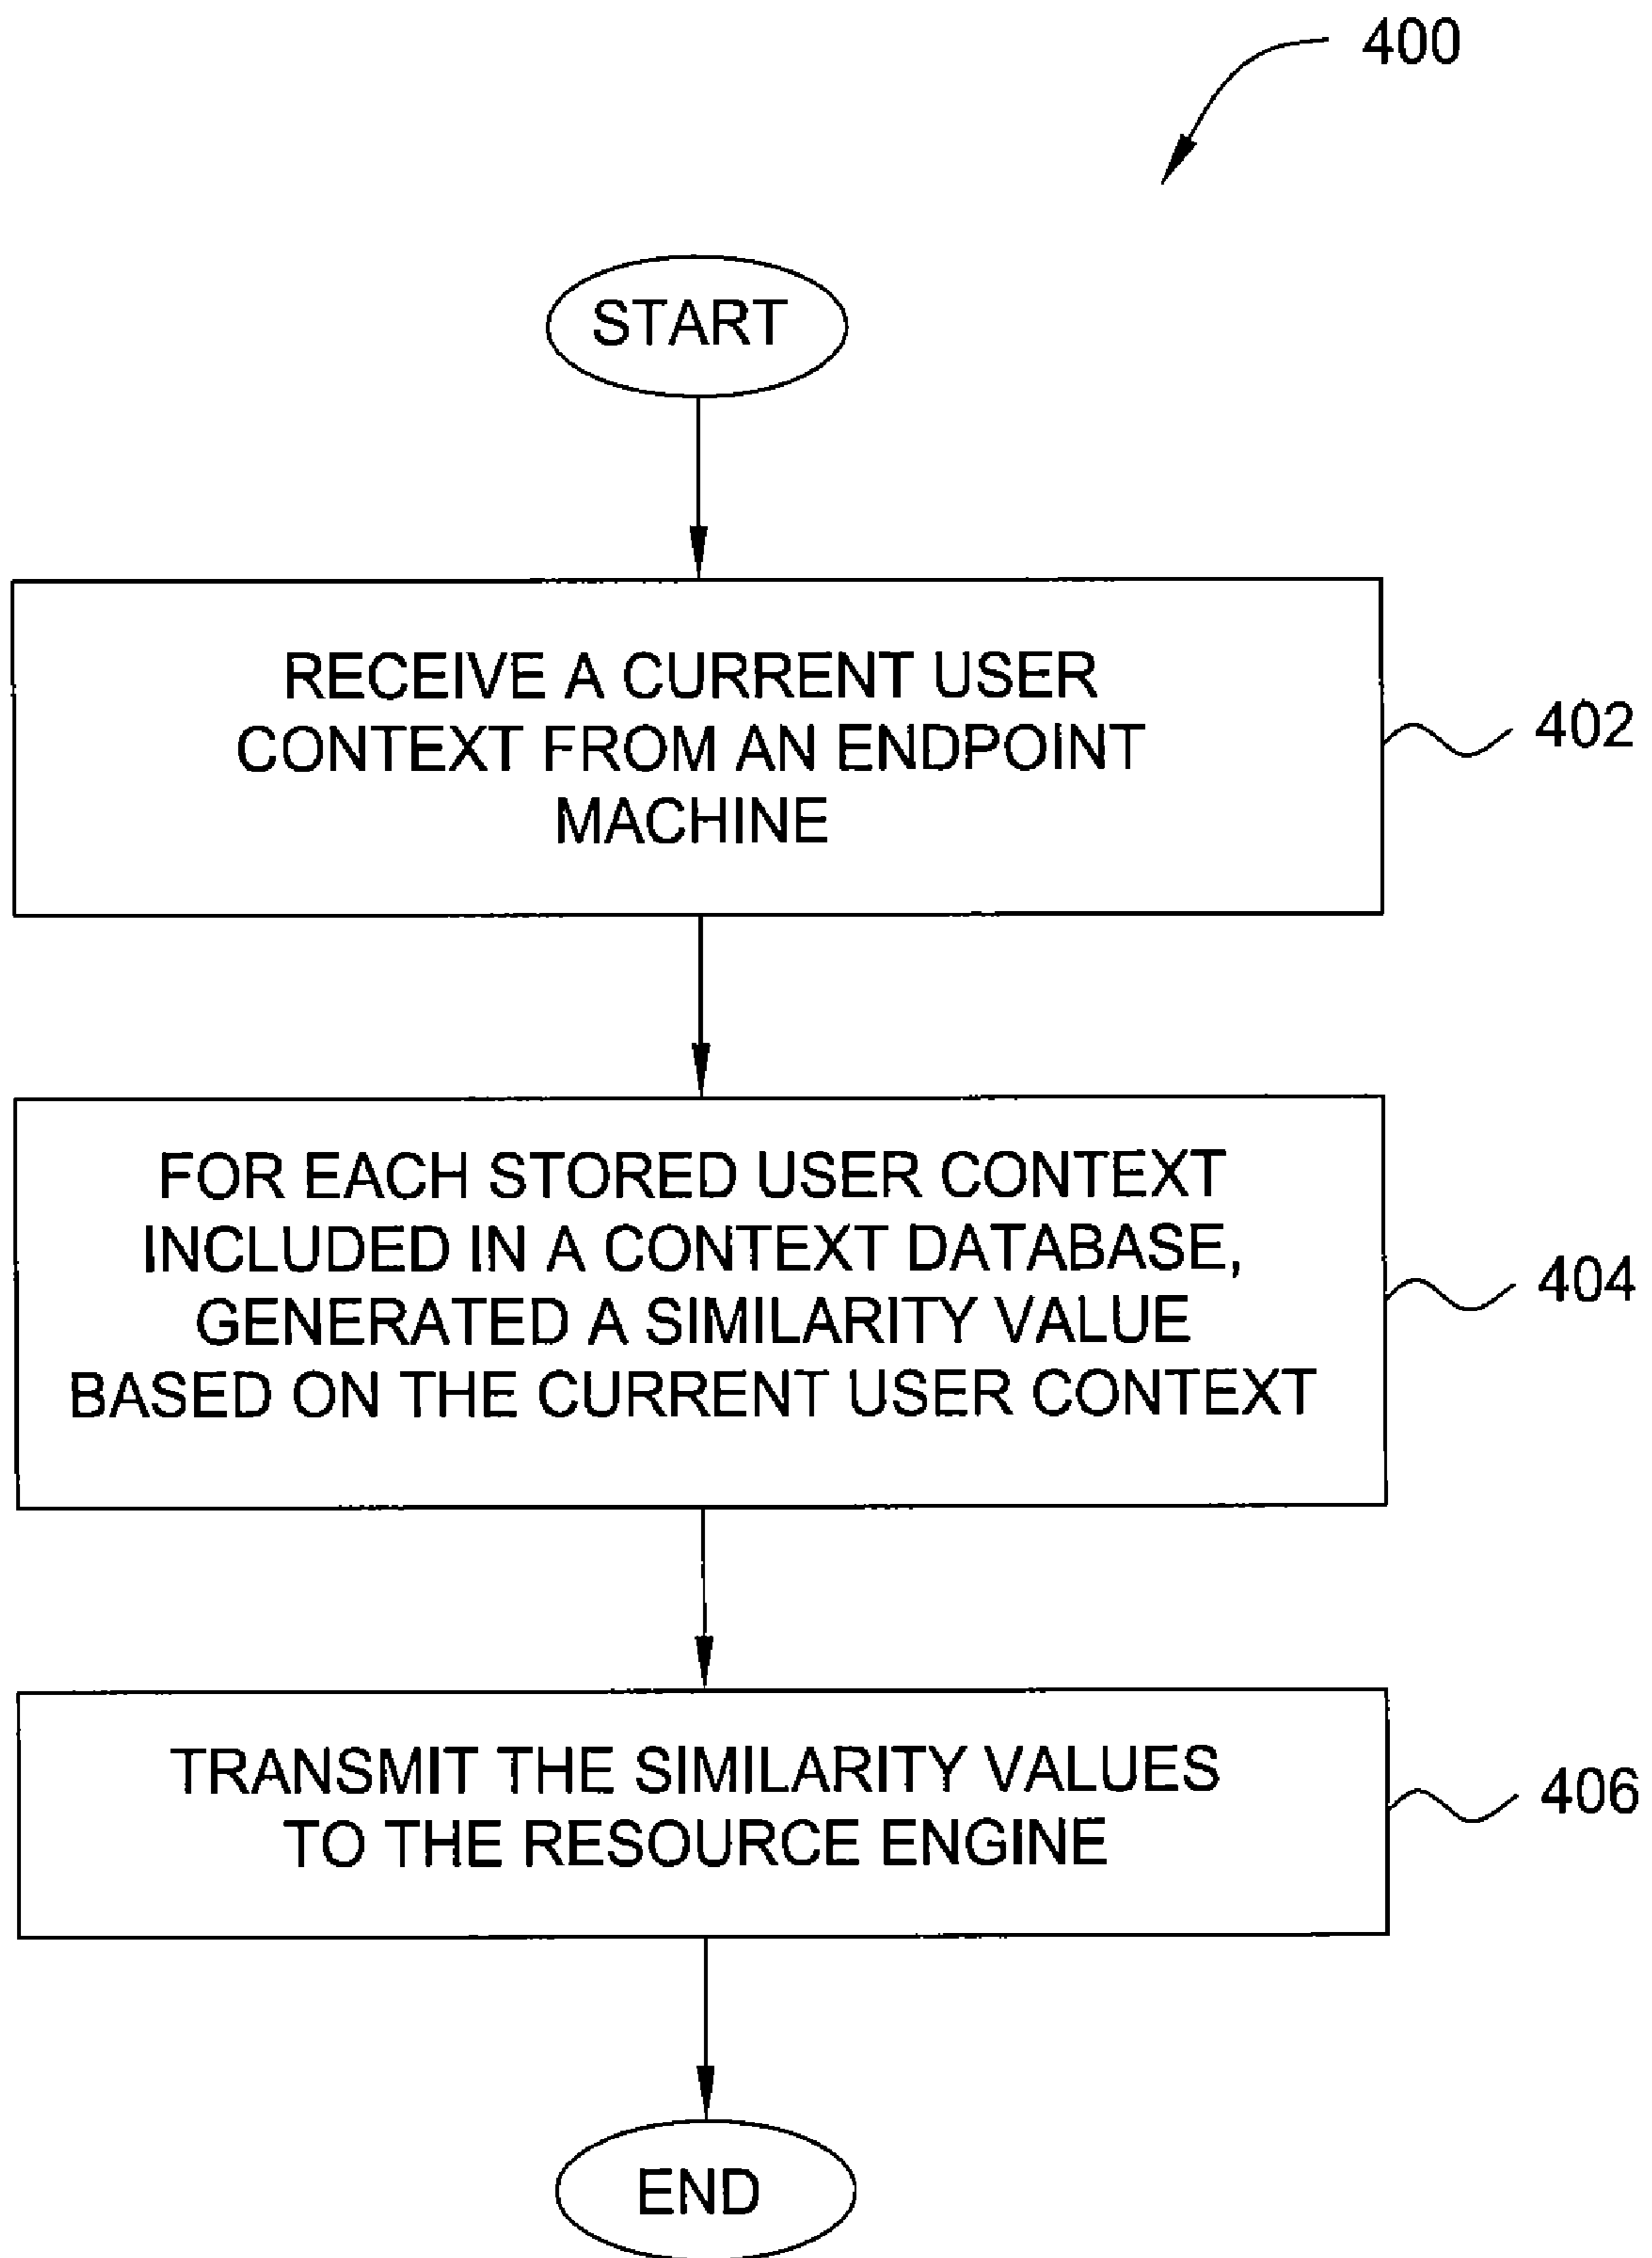 400
START
RECEIVE A CURRENT USER
CONTEXT FROM AN ENDPOINT
MACHINE
402
FOR EACH STORED USER CONTEXT
INCLUDED IN A CONTEXT DATABASE,
GENERATED A SIMILARITY VALUE
BASED ON THE CURRENT USER CONTEXT
404
TRANSMIT THE SIMILARITY VALUES
TO THE RESOURCE ENGINE
406
END